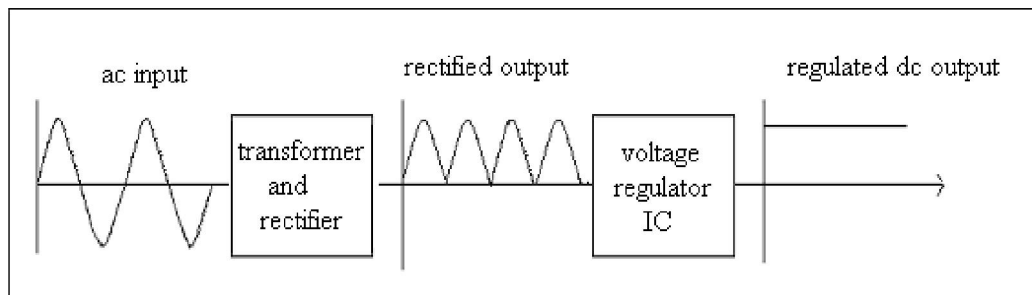 ac input
rectified output
regulated dc output
transformer
and
rectifier
voltage
regulator
IC